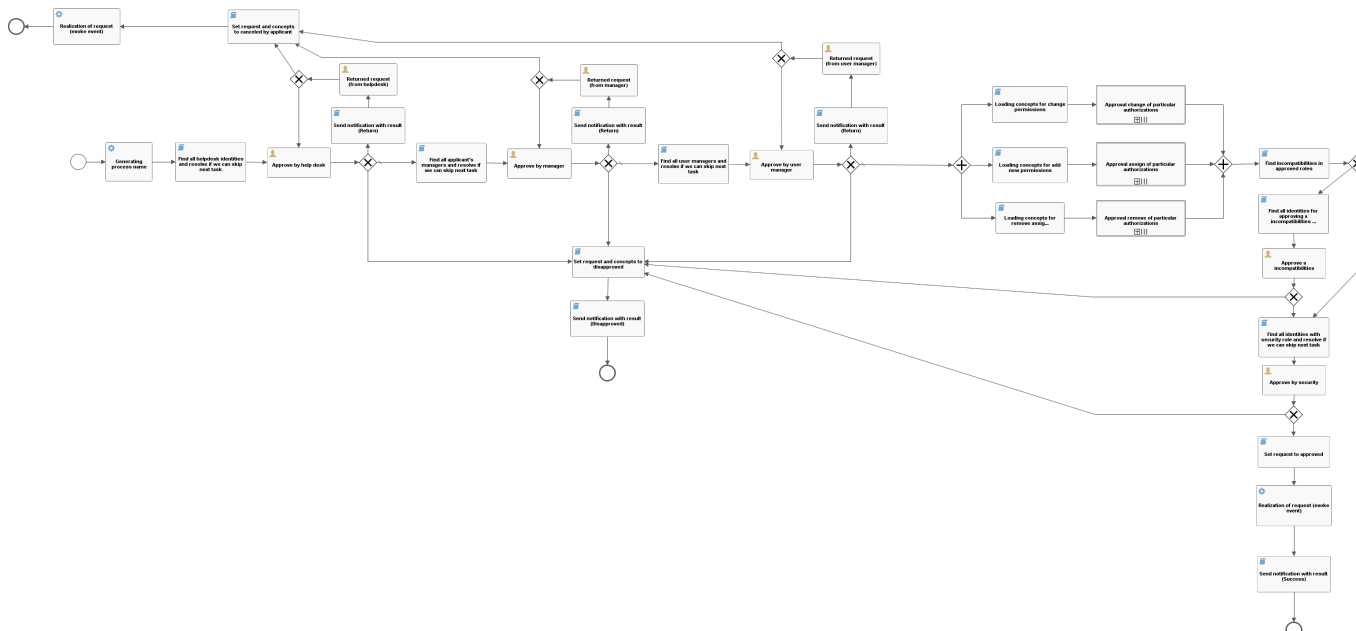 Realization of request
(evoke event)
Set request and concepts
to canceled by applicant
Returned request
(from helpdesk)
Returned request
(from manager)
Returned request
(from user manager)
Send notification with result
(Return)
Send notification with result
(Return)
Send notification with result
(Return)
Generating
process name
Find all helpdesk identities
and resolve if we can skip
next task
Approve by help desk
Find all applicant's
managers and resolve if
we can skip next task
Approve by manager
Find all user managers and
resolve if we can skip next
task
Approve by user
manager
Loading concepts for change
permissions
Approval change of particular
authorizations
Loading concepts for add
new permissions
Approval assign of particular
authorizations
Loading concepts for
remove assig...
Approval remove of particular
authorizations
Find incompatibilities in
approved roles
Find all identities for
approving a
incompatibilities ...
Approve a
incompatibilities
Set request and concepts to
disapproved
Send notification with result
(Disapproved)
Find all identities with
security role and resolve if
we can skip next task
Approve by security
Set request to approved
Realization of request (evoke
event)
Send notification with result
(Success)